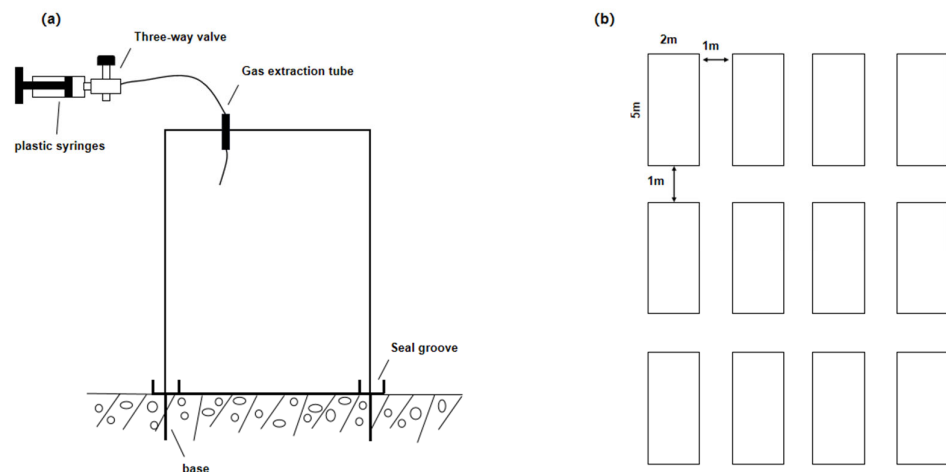 (a)
Three-way valve
Gas extraction tube
plastic syringes
Seal groove
base
(b)
2m
1m
5m
1m